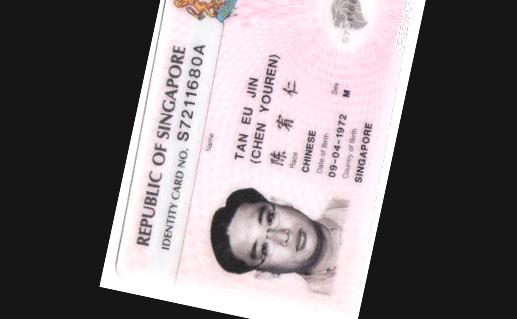 REPUBLIC OF SINGAPORE
IDENTITY CARD NO. S7211680A
Name
TAN EU JIN
(CHEN YOUREN)
陈宥仁
Race
CHINESE
Date of Birth Sex
09-04-1972 M
Country of Birth
SINGAPORE